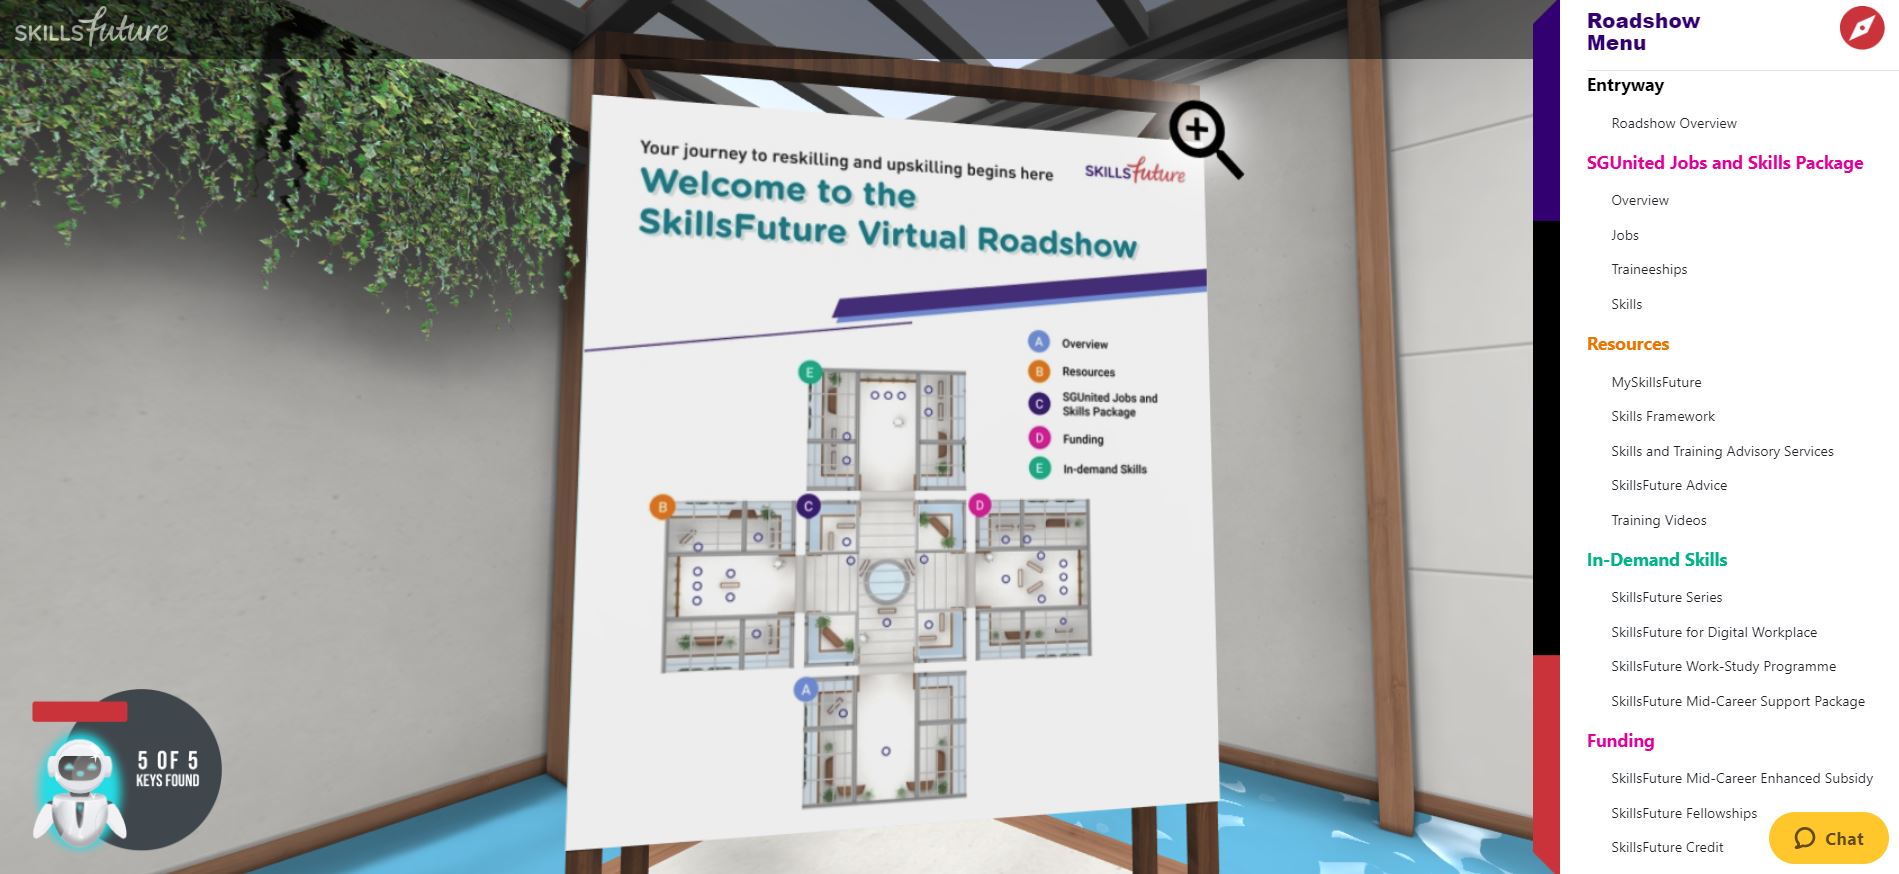 SKILLSfuture
Your journey to reskilling and upskilling begins here
SKILLSfuture
Welcome to the
SkillsFuture Virtual Roadshow
A Overview
B Resources
C SGUnited Jobs and
Skills Package
D Funding
E In-demand Skills
E
B
C
D
A
5 OF 5
KEYS FOUND
Roadshow
Menu
Entryway
Roadshow Overview
SGUnited Jobs and Skills Package
Overview
Jobs
Traineeships
Skills
Resources
MySkillsFuture
Skills Framework
Skills and Training Advisory Services
SkillsFuture Advice
Training Videos
In-Demand Skills
SkillsFuture Series
SkillsFuture for Digital Workplace
SkillsFuture Work-Study Programme
SkillsFuture Mid-Career Support Package
Funding
SkillsFuture Mid-Career Enhanced Subsidy
SkillsFuture Fellowships
SkillsFuture Credit
Chat